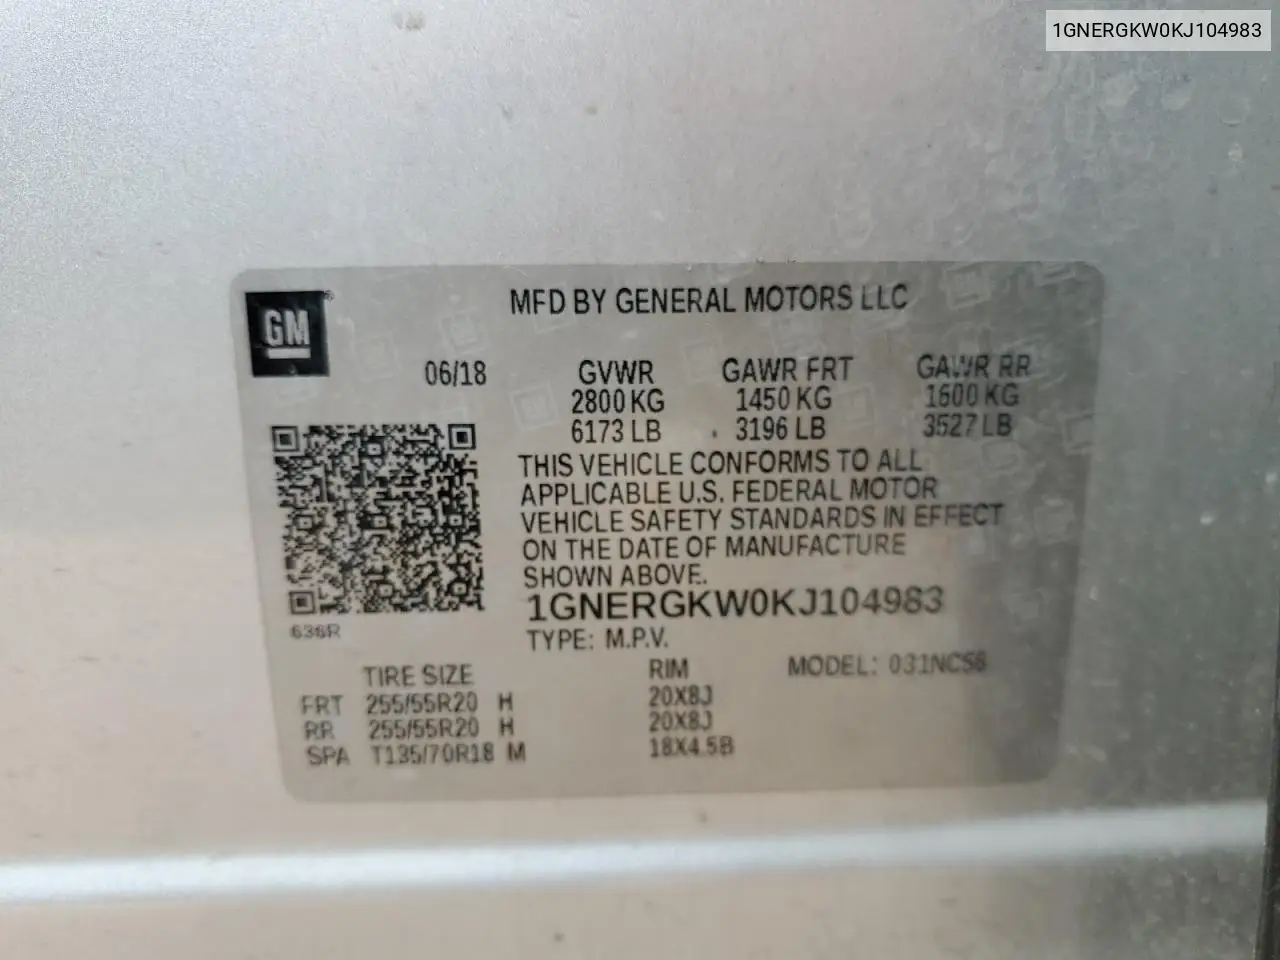 1GNERGKW0KJ104983
GM
MFD BY GENERAL MOTORS LLC
06/18 GVWR GAWR FRT GAWR RR
2800 KG 1450 KG 1600 KG
6173 LB 3196 LB 3527 LB
THIS VEHICLE CONFORMS TO ALL
APPLICABLE U.S. FEDERAL MOTOR
VEHICLE SAFETY STANDARDS IN EFFECT
ON THE DATE OF MANUFACTURE
SHOWN ABOVE.
1GNERGKW0KJ104983
636R
TYPE: M.P.V.
TIRE SIZE RIM MODEL: 031NC56
FRT 255/55R20 H 20X8J
RR 255/55R20 H 20X8J
SPA T135/70R18 M 18X4.5B